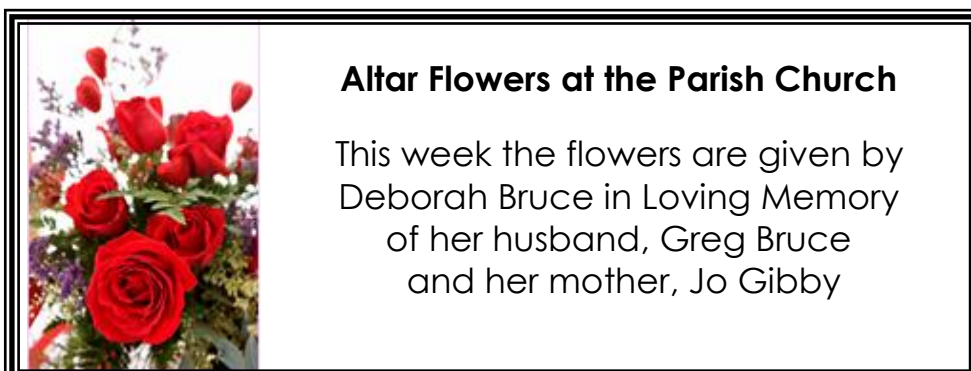 Altar Flowers at the Parish Church
This week the flowers are given by
Deborah Bruce in Loving Memory
of her husband, Greg Bruce
and her mother, Jo Gibby